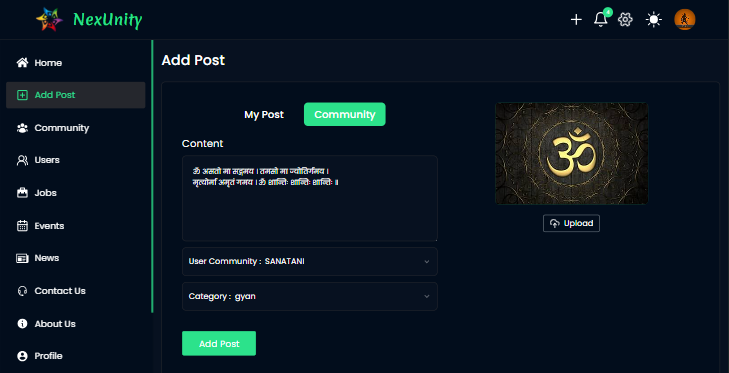 NexUnity
4
Home
Add Post
Community
Users
Jobs
Events
News
Contact Us
About Us
Profile
Add Post
My Post
Community
Content
ॐ असतो मा सद्गमय । तमसो मा ज्योतिर्गमय ।
मृत्योर्मा अमृतं गमय । ॐ शान्तिः शान्तिः शान्तिः ॥
User Community : SANATANI
Category : gyan
Add Post
ॐ
Upload